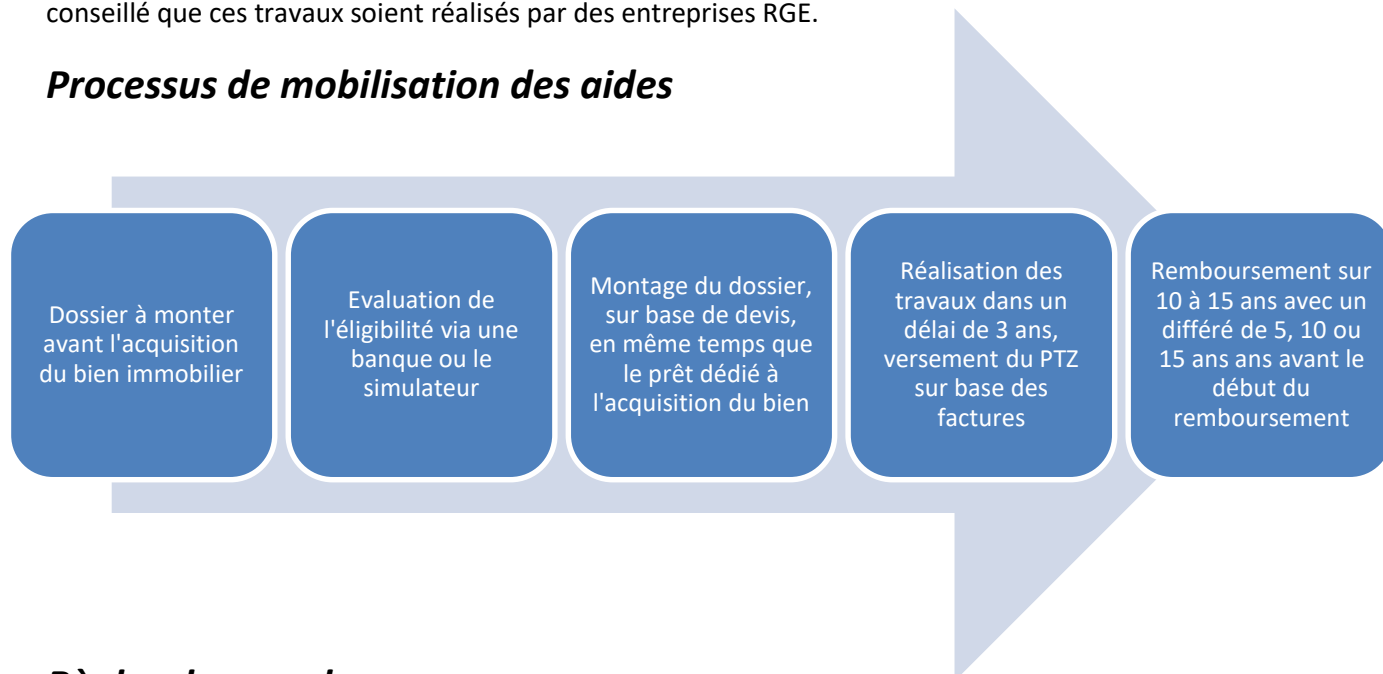 conseillé que ces travaux soient réalisés par des entreprises RGE.
Processus de mobilisation des aides
Dossier à monter
avant l'acquisition
du bien immobilier
Evaluation de
l'éligibilité via une
banque ou le
simulateur
Montage du dossier,
sur base de devis,
en même temps que
le prêt dédié à
l'acquisition du bien
Réalisation des
travaux dans un
délai de 3 ans,
versement du PTZ
sur base des
factures
Remboursement sur
10 à 15 ans avec un
différé de 5, 10 ou
15 ans ans avant le
début du
remboursement